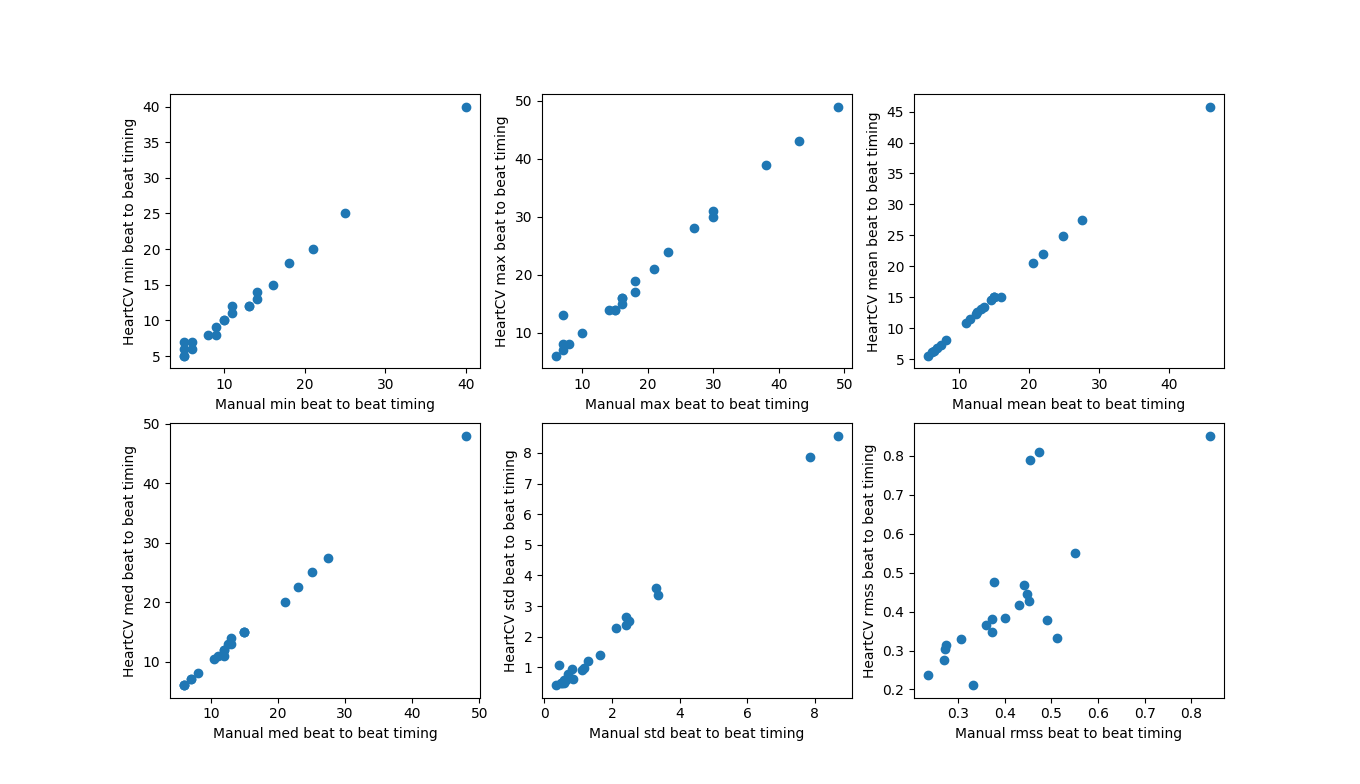 HeartCV min beat to beat timing
40
35
30
25
20
15
10
5
10 20 30 40
Manual min beat to beat timing
HeartCV max beat to beat timing
50
40
30
20
10
10 20 30 40 50
Manual max beat to beat timing
HeartCV mean beat to beat timing
45
40
35
30
25
20
15
10
5
10 20 30 40
Manual mean beat to beat timing
HeartCV med beat to beat timing
50
40
30
20
10
10 20 30 40 50
Manual med beat to beat timing
HeartCV std beat to beat timing
8
7
6
5
4
3
2
1
0 2 4 6 8
Manual std beat to beat timing
HeartCV rmss beat to beat timing
0.8
0.7
0.6
0.5
0.4
0.3
0.2
0.3 0.4 0.5 0.6 0.7 0.8
Manual rmss beat to beat timing